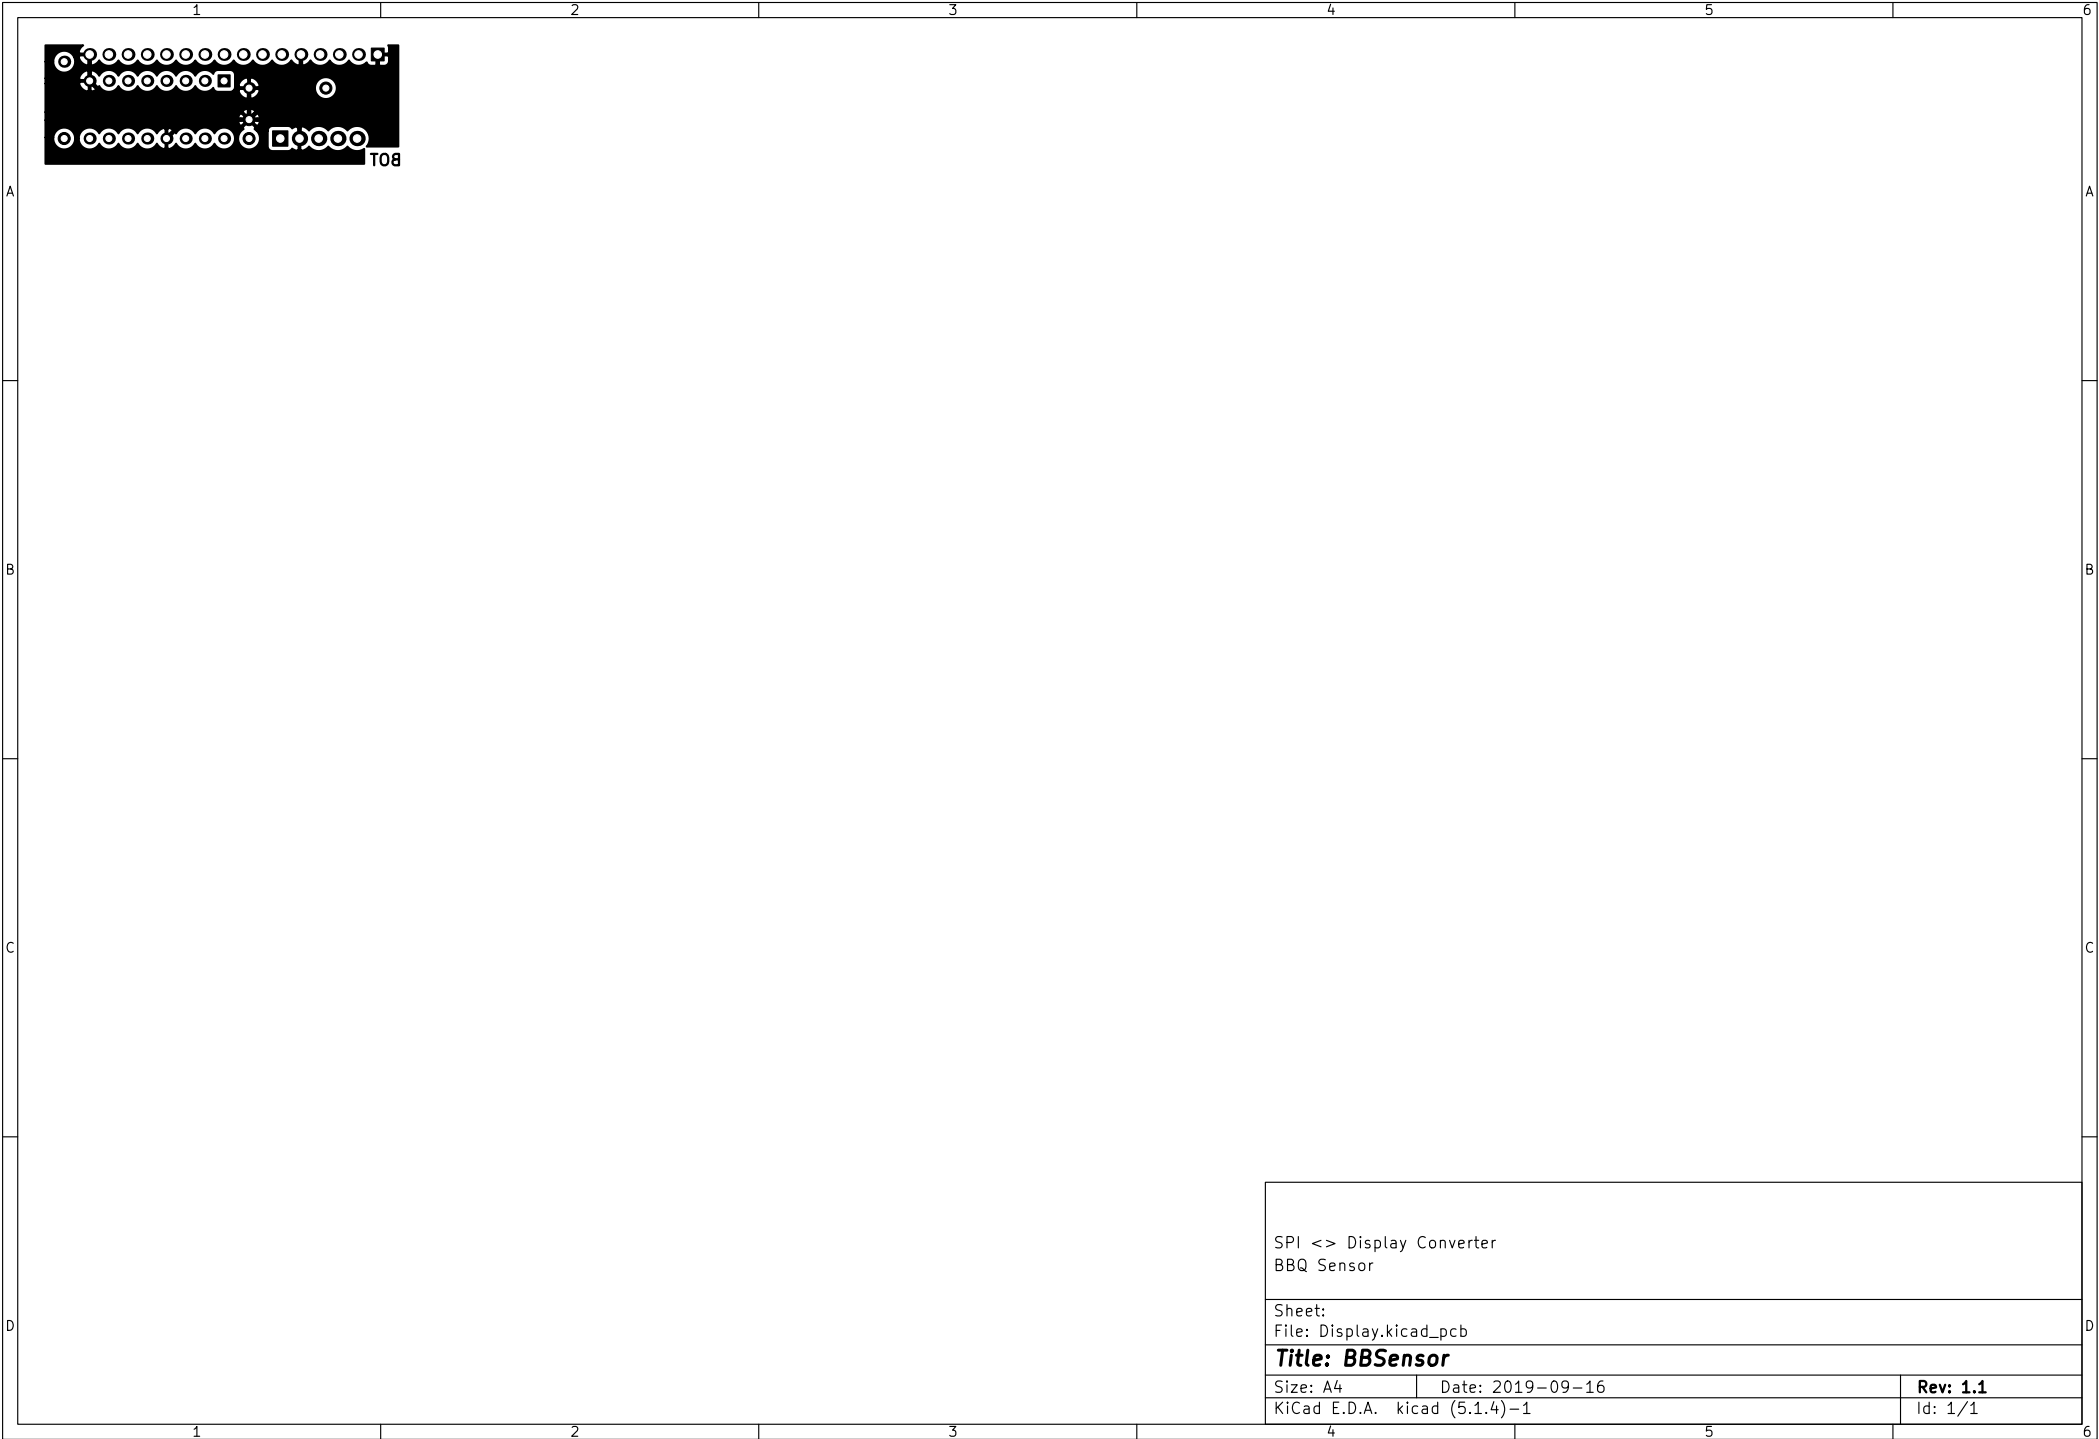 1 2 3 4 5 6
BOT
A A
B B
C C
SPI <> Display Converter
BBQ Sensor
Sheet:
D D
File: Display.kicad_pcb
Title: BBSensor
Size: A4 Date: 2019-09-16 Rev: 1.1
KiCad E.D.A. kicad (5.1.4)-1 Id: 1/1
1 2 3 4 5 6